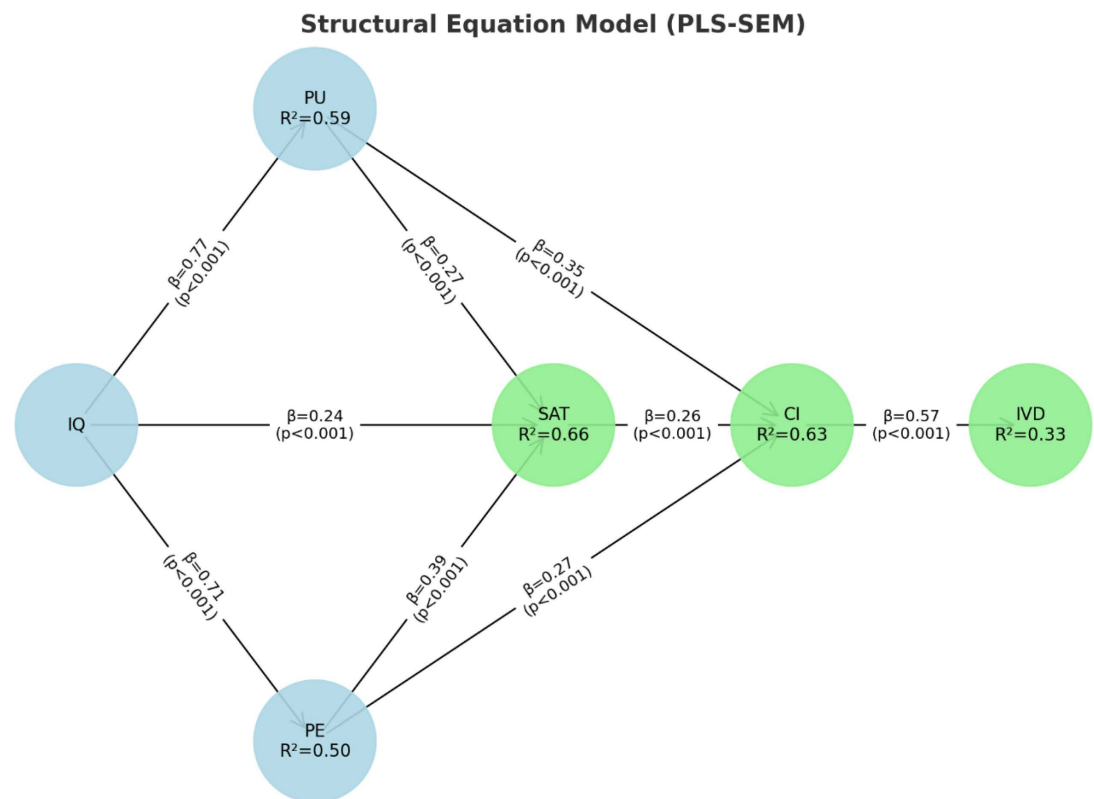 Structural Equation Model (PLS-SEM)
PU
R²=0.59
β=0.77
(p<0.001)
β=0.27
(p<0.001)
β=0.35
(p<0.001)
IQ
β=0.24
(p<0.001)
SAT
R²=0.66
β=0.26
(p<0.001)
CI
R²=0.63
β=0.57
(p<0.001)
IVD
R²=0.33
β=0.71
(p<0.001)
β=0.39
(p<0.001)
β=0.27
(p<0.001)
PE
R²=0.50